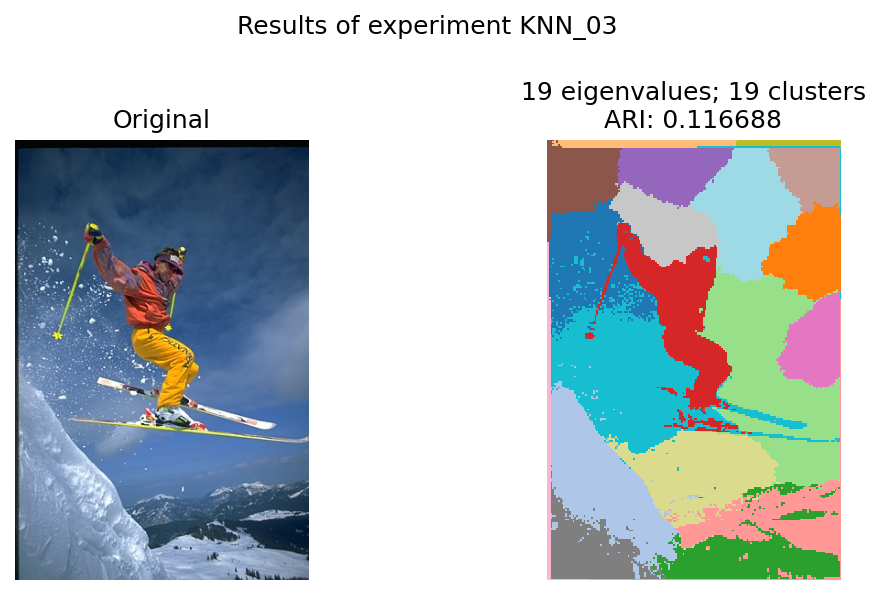 Results of experiment KNN_03
Original
19 eigenvalues; 19 clusters
ARI: 0.116688